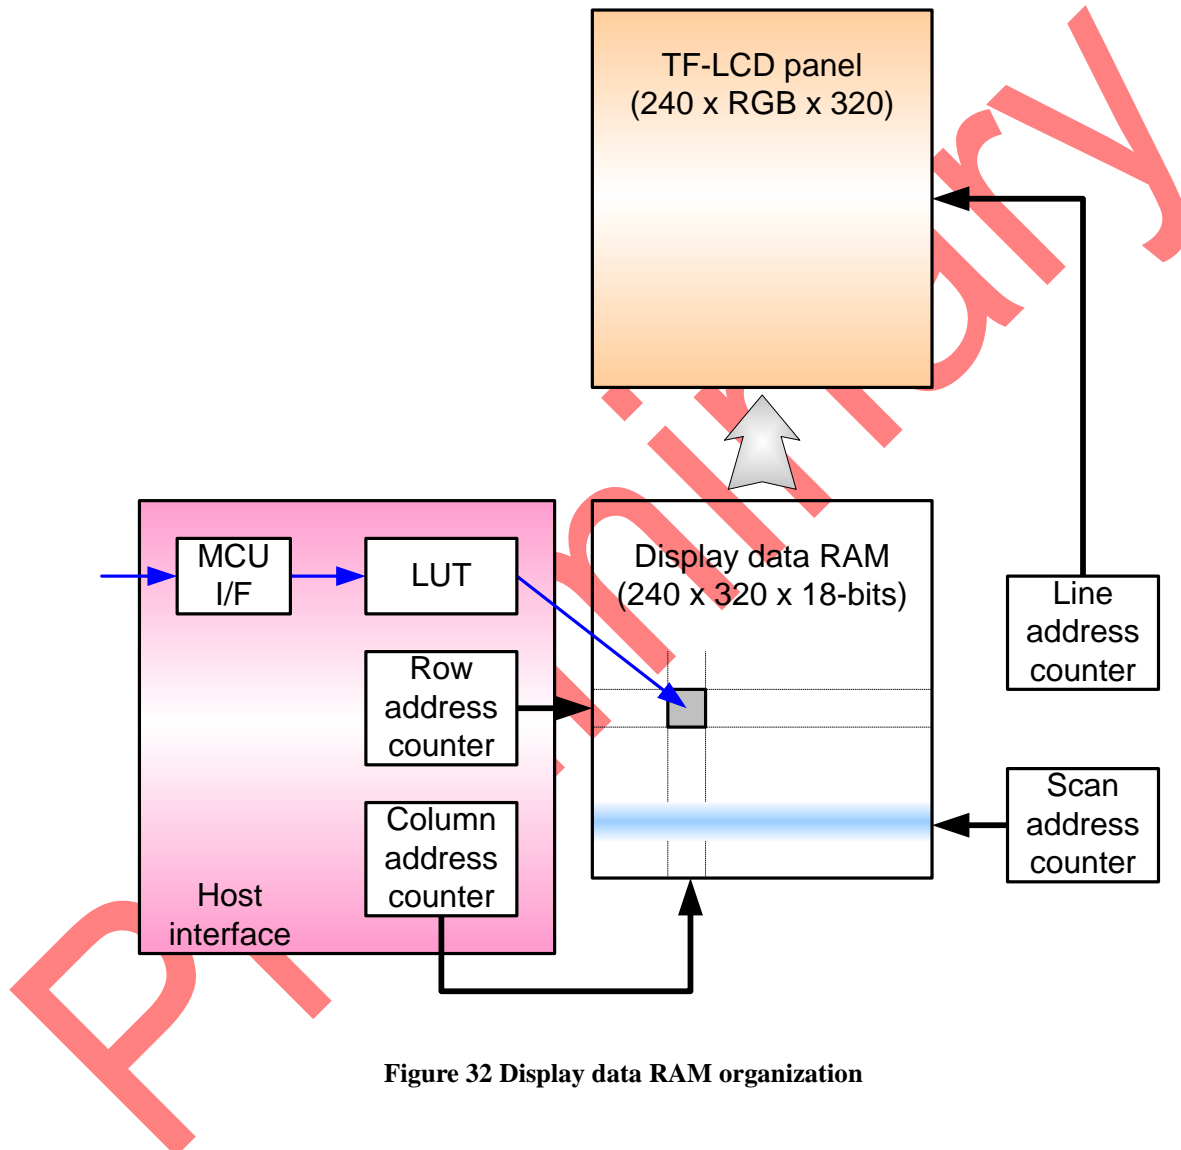 TF-LCD panel
(240 x RGB x 320)
MCU
I/F
LUT
Display data RAM
(240 x 320 x 18-bits)
Line
address
counter
Row
address
counter
Column
address
counter
Scan
address
counter
Host
interface
Preliminary
Figure 32 Display data RAM organization